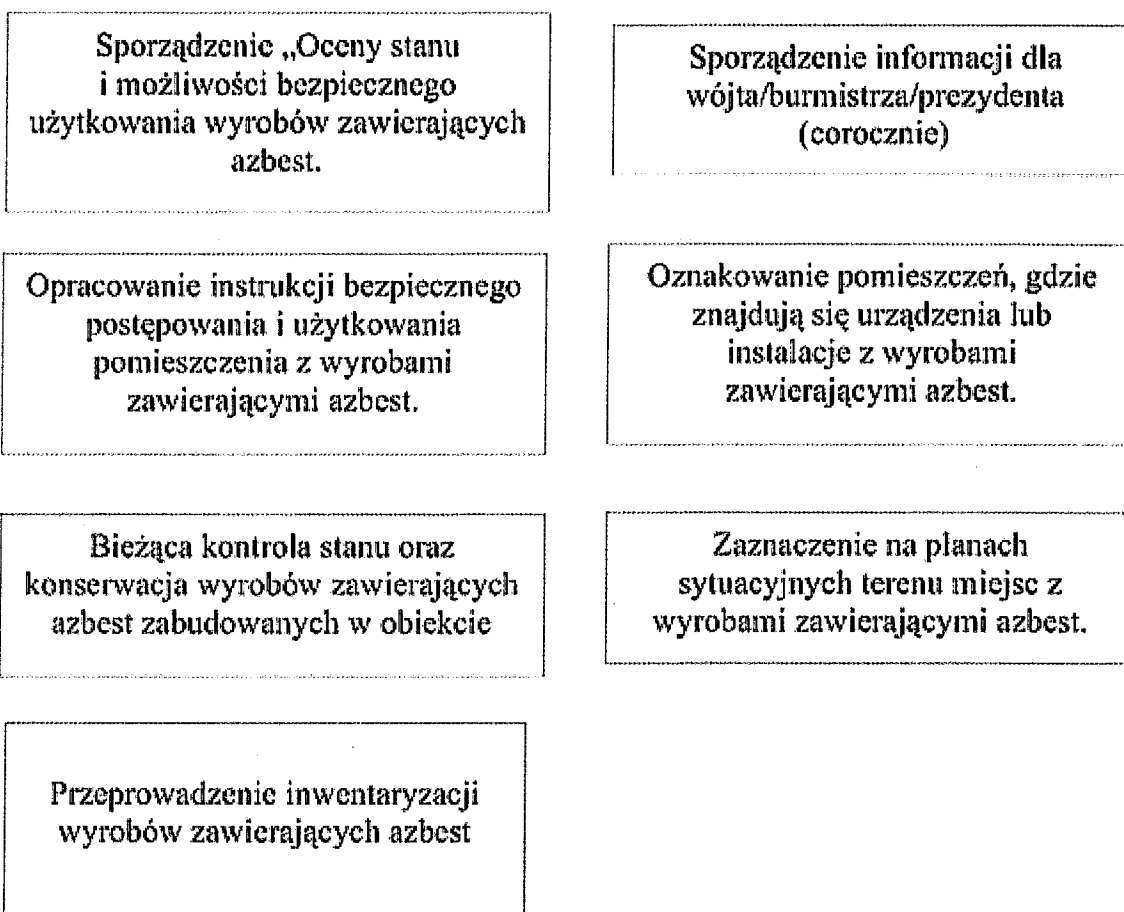 Sporządzenie „Oceny stanu
i możliwości bezpiecznego
użytkowania wyrobów zawierających
azbest.
Sporządzenie informacji dla
wójta/burmistrza/prezydenta
(corocznie)
Opracowanie instrukcji bezpiecznego
postępowania i użytkowania
pomieszczenia z wyrobami
zawierającymi azbest.
Oznakowanie pomieszczeń, gdzie
znajdują się urządzenia lub
instalacje z wyrobami
zawierającymi azbest.
Bieżąca kontrola stanu oraz
konserwacja wyrobów zawierających
azbest zabudowanych w obiekcie
Zaznaczenie na planach
sytuacyjnych terenu miejsc z
wyrobami zawierającymi azbest.
Przeprowadzenie inwentaryzacji
wyrobów zawierających azbest